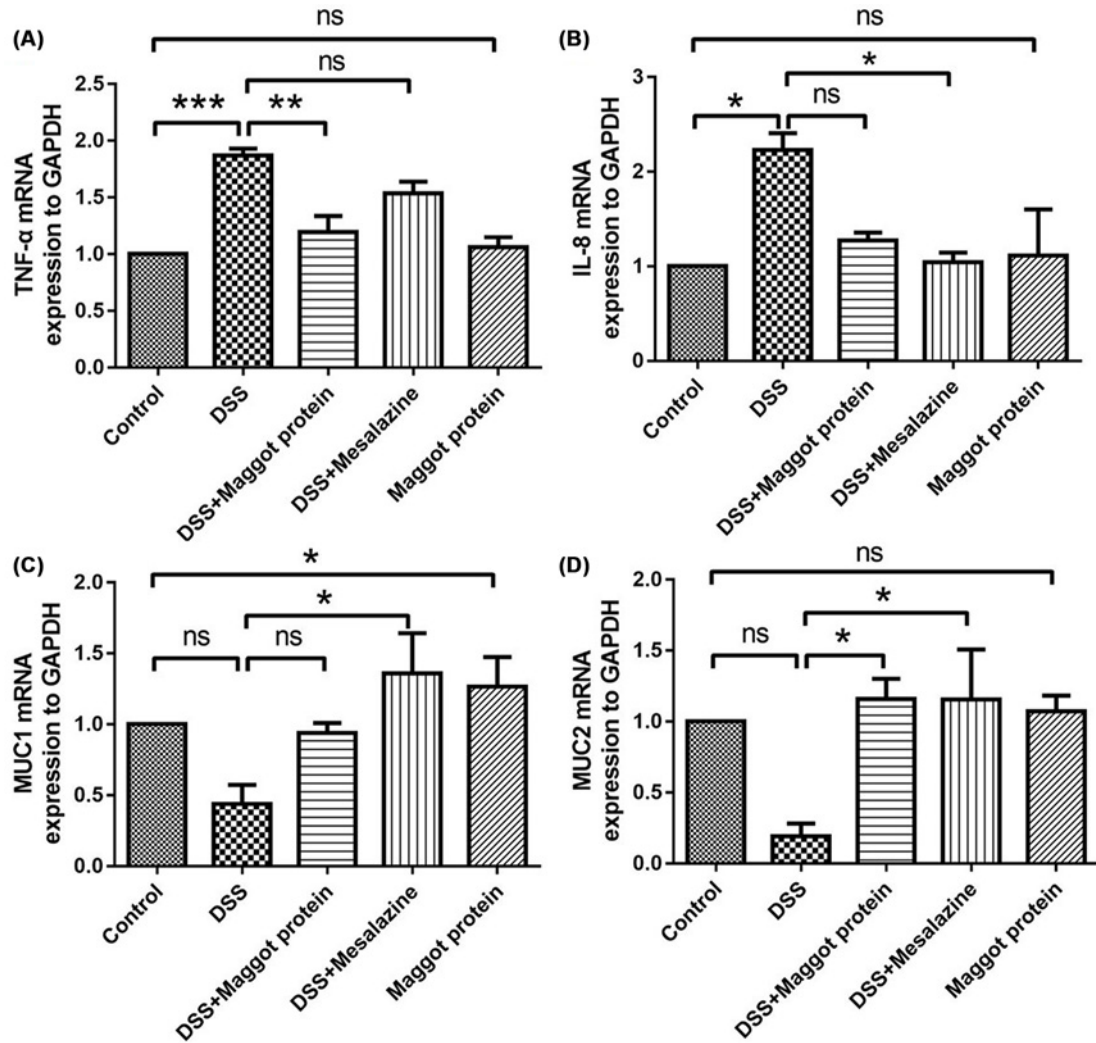 (A)
ns
ns
*** **
TNF-α mRNA
expression to GAPDH
2.5
2.0
1.5
1.0
0.5
0.0
Control
DSS
DSS+Maggot protein
DSS+Mesalazine
Maggot protein
(B)
ns
*
* ns
IL-8 mRNA
expression to GAPDH
3
2
1
0
Control
DSS
DSS+Maggot protein
DSS+Mesalazine
Maggot protein
(C)
*
*
ns ns
MUC1 mRNA
expression to GAPDH
2.0
1.5
1.0
0.5
0.0
Control
DSS
DSS+Maggot protein
DSS+Mesalazine
Maggot protein
(D)
ns
*
ns *
MUC2 mRNA
expression to GAPDH
2.0
1.5
1.0
0.5
0.0
Control
DSS
DSS+Maggot protein
DSS+Mesalazine
Maggot protein